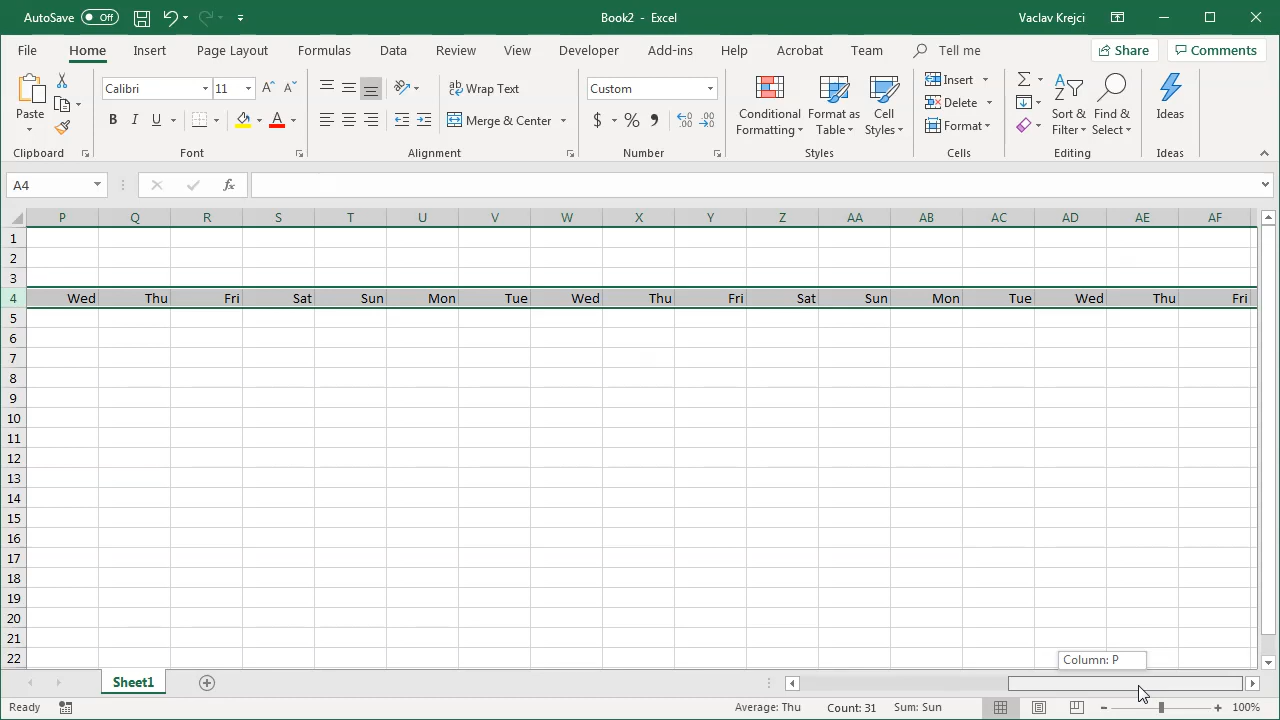 AutoSave Off Book2 - Excel Vaclav Krejci
File Home Insert Page Layout Formulas Data Review View Developer Add-ins Help Acrobat Team Tell me Share Comments
Calibri 11 Wrap Text Custom Insert
Paste B I U Merge & Center $ % Conditional Formatting Format as Table Cell Styles Delete Sort & Filter Find & Select Ideas
Format
Clipboard Font Alignment Number Styles Cells Editing Ideas
A4 fx
P Q R S T U V W X Y Z AA AB AC AD AE AF
1
2
3
4 Wed Thu Fri Sat Sun Mon Tue Wed Thu Fri Sat Sun Mon Tue Wed Thu Fri
5
6
7
8
9
10
11
12
13
14
15
16
17
18
19
20
21
22
Column: P
Sheet1
Ready Average: Thu Count: 31 Sum: Sun 100%